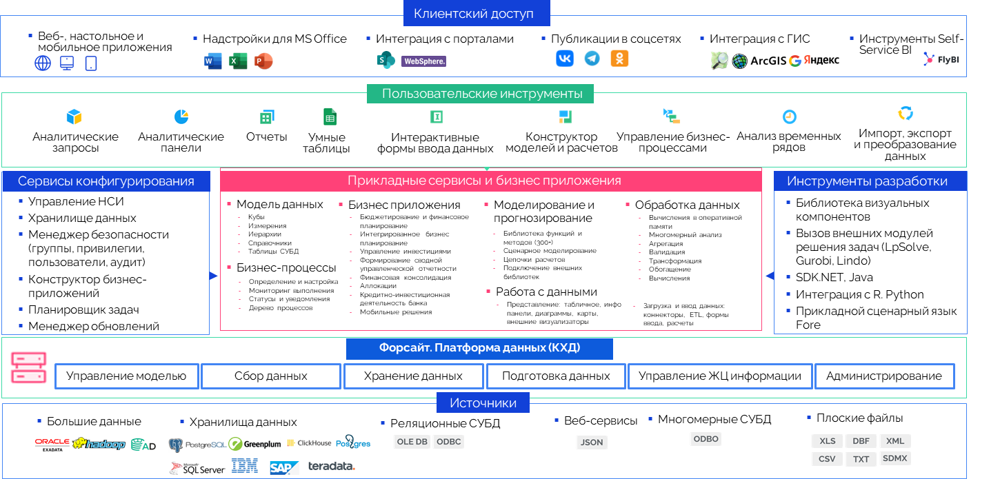 Клиентский доступ
Веб-, настольное и
мобильное приложения
Надстройки для MS Office
W
X
P
Интеграция с порталами
S
WebSphere.
Публикации в соцсетях
Интеграция с ГИС
ArcGIS
Яндекс
Инструменты Self-
Service BI
FlyBI
Пользовательские инструменты
Аналитические
запросы
Аналитические
панели
Отчеты
Умные
таблицы
Интерактивные
формы ввода данных
Конструктор
моделей и расчетов
Управление бизнес-
процессами
Анализ временных
рядов
Импорт, экспорт
и преобразование
данных
Сервисы конфигурирования
Управление НСИ
Хранилище данных
Менеджер безопасности
(группы, привилегии,
пользователи, аудит)
Конструктор бизнес-
приложений
Планировщик задач
Менеджер обновлений
Прикладные сервисы и бизнес приложения
Модель данных
- Кубы
- Измерения
- Иерархии
- Справочники
- Таблицы СУБД
Бизнес-процессы
- Определение и настройка
- Мониторинг выполнения
- Статусы и уведомления
- Дерево процессов
Бизнес приложения
- Бюджетирование и финансовое
планирование
- Интегрированное бизнес
планирование
- Управление инвестициями
- Формирование сводной
управленческой отчетности
- Финансовая консолидация
- Аллокации
- Кредитно-инвестиционная
деятельность банка
- Мобильные решения
Моделирование и
прогнозирование
- Библиотека функций и
методов (300+)
- Сценарное моделирование
- Цепочки расчетов
- Подключение внешних
библиотек
Работа с данными
- Представление: табличное, инфо
панели, диаграммы, карты,
внешние визуализаторы
Обработка данных
- Вычисления в оперативной
памяти
- Многомерный анализ
- Агрегация
- Валидация
- Трансформация
- Обогащение
- Вычисления
- Загрузка и ввод данных:
коннекторы, ETL, формы
ввода, расчеты
Инструменты разработки
Библиотека визуальных
компонентов
Вызов внешних модулей
решения задач (LpSolve,
Gurobi, Lindo)
SDK.NET, Java
Интеграция с R. Python
Прикладной сценарный язык
Fore
Форсайт. Платформа данных (КХД)
Управление моделью
Сбор данных
Хранение данных
Подготовка данных
Управление ЖЦ информации
Администрирование
Источники
Большие данные
ORACLE
EXADATA
hadoop
AD
Хранилища данных
PostgreSQL
Greenplum
ClickHouse
Postgres
Microsoft
SQL Server
IBM
SAP
teradata.
Реляционные СУБД
OLE DB
ODBC
Веб-сервисы
JSON
Многомерные СУБД
ODBO
Плоские файлы
XLS
DBF
XML
CSV
TXT
SDMX